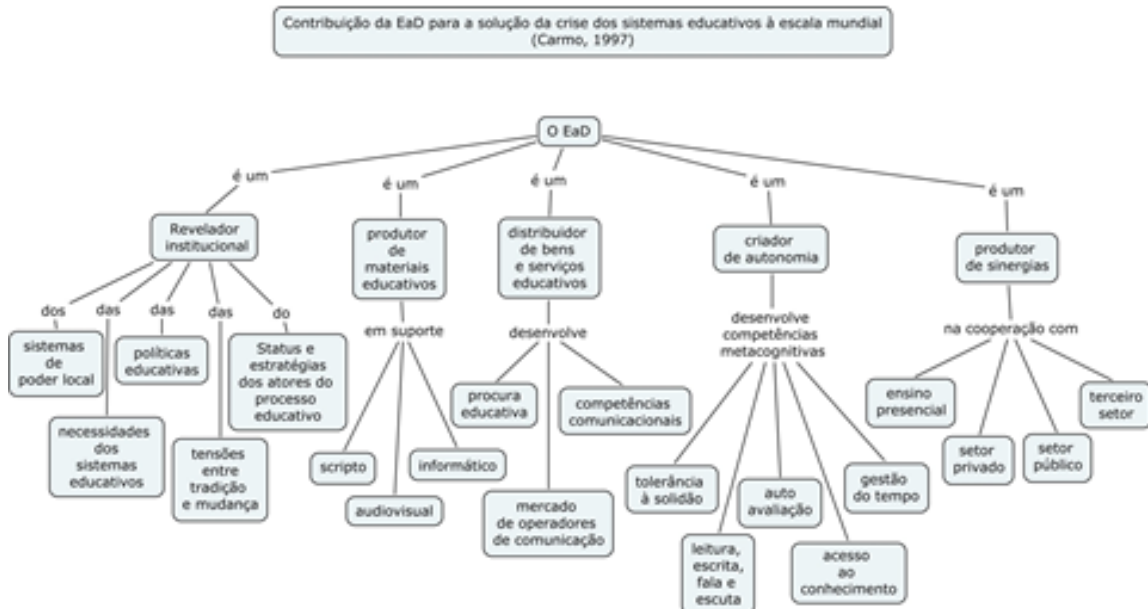 Contribuição da EaD para a solução da crise dos sistemas educativos à escala mundial
(Carmo, 1997)
O EaD
é um
é um
é um
é um
é um
Revelador
institucional
produtor
de
materiais
educativos
distribuidor
de bens
e serviços
educativos
criador
de autonomia
produtor
de sinergias
dos
das
das
das
do
sistemas
de
poder local
necessidades
dos
sistemas
educativos
políticas
educativas
tensões
entre
tradição
e mudança
Status e
estratégias
dos atores do
processo
educativo
em suporte
scripto
audiovisual
informático
desenvolve
procura
educativa
mercado
de operadores
de comunicação
competências
comunicacionais
desenvolve
competências
metacognitivas
tolerância
à solidão
leitura,
escrita,
fala e
escuta
auto
avaliação
acesso
ao
conhecimento
gestão
do tempo
na cooperação com
ensino
presencial
setor
privado
setor
público
terceiro
setor